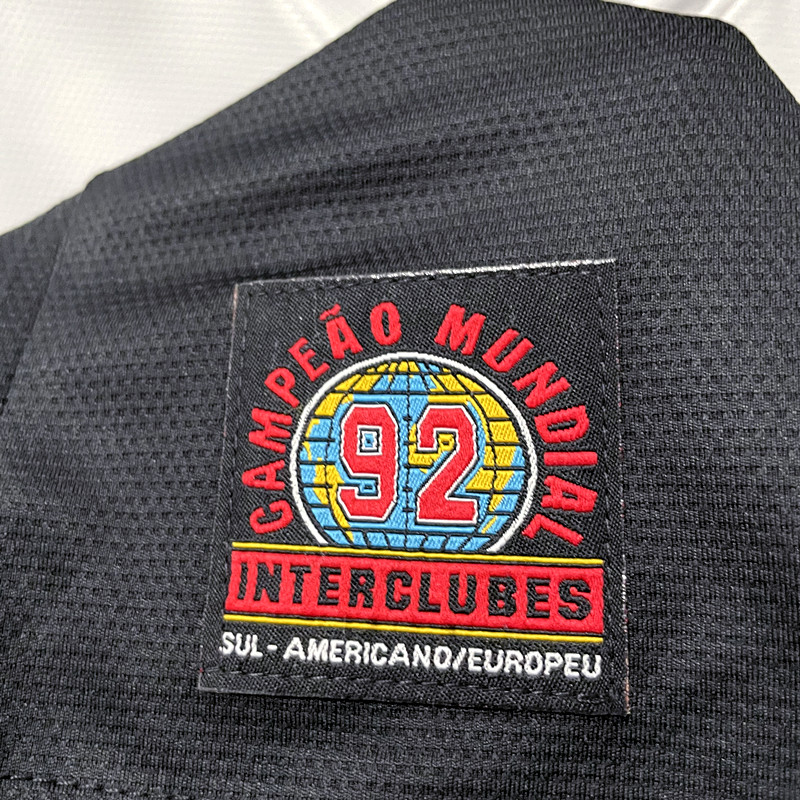 CAMPEÃO MUNDIAL
92
INTERCLUBES
SUL-AMERICANO/EUROPEU